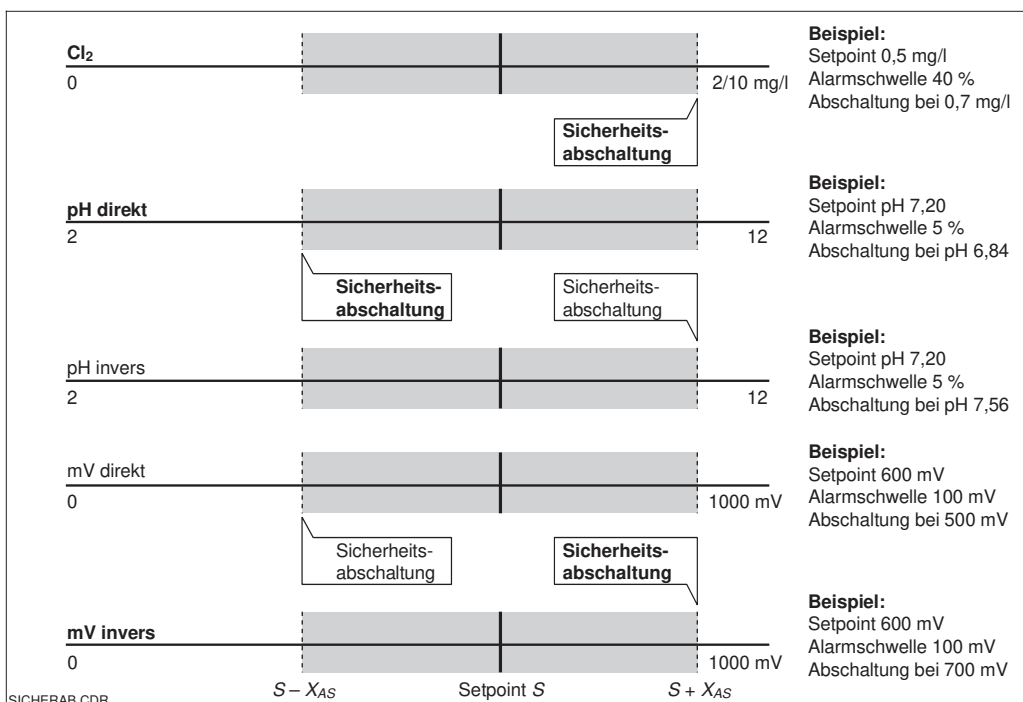 Cl₂
0
2/10 mg/l
Sicherheits-
abschaltung
Beispiel:
Setpoint 0,5 mg/l
Alarmschwelle 40 %
Abschaltung bei 0,7 mg/l
pH direkt
2
12
Sicherheits-
abschaltung
Beispiel:
Setpoint pH 7,20
Alarmschwelle 5 %
Abschaltung bei pH 6,84
Sicherheits-
abschaltung
pH invers
2
12
Beispiel:
Setpoint pH 7,20
Alarmschwelle 5 %
Abschaltung bei pH 7,56
mV direkt
0
1000 mV
Sicherheits-
abschaltung
Beispiel:
Setpoint 600 mV
Alarmschwelle 100 mV
Abschaltung bei 500 mV
Sicherheits-
abschaltung
mV invers
0
1000 mV
Beispiel:
Setpoint 600 mV
Alarmschwelle 100 mV
Abschaltung bei 700 mV
S – X_AS
Setpoint S
S + X_AS
SICHERAB.CDR